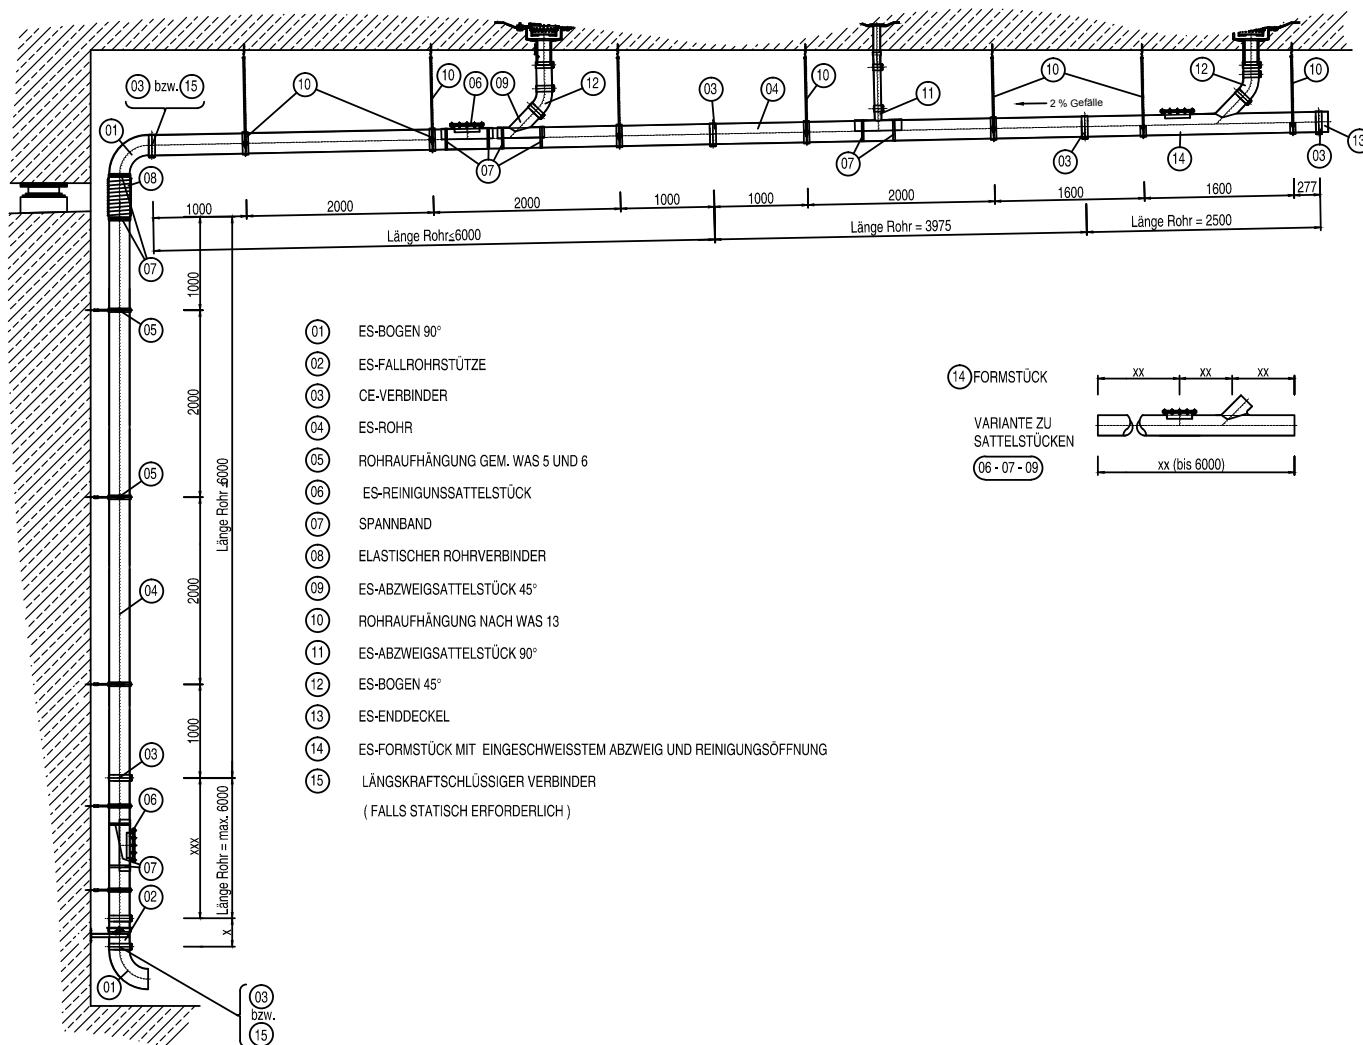 03 bzw. 15
10
10
06
09
12
03
04
10
11
10
2 % Gefälle
12
10
01
08
07
07
03
14
03
13
1000
2000
2000
1000
1000
2000
1600
1600
277
Länge Rohr≤6000
Länge Rohr = 3975
Länge Rohr = 2500
07
1000
05
2000
05
Länge Rohr ≤6000
04
2000
1000
03
06
XXX
Länge Rohr = max. 6000
07
02
X
01
03
bzw.
15
01 ES-BOGEN 90°
02 ES-FALLROHRSTÜTZE
03 CE-VERBINDER
04 ES-ROHR
05 ROHRAUFHÄNGUNG GEM. WAS 5 UND 6
06 ES-REINIGUNSSATTELSTÜCK
07 SPANNBAND
08 ELASTISCHER ROHRVERBINDER
09 ES-ABZWEIGSATTELSTÜCK 45°
10 ROHRAUFHÄNGUNG NACH WAS 13
11 ES-ABZWEIGSATTELSTÜCK 90°
12 ES-BOGEN 45°
13 ES-ENDDECKEL
14 ES-FORMSTÜCK MIT EINGESCHWEISSTEM ABZWEIG UND REINIGUNGSÖFFNUNG
15 LÄNGSKRAFTSCHLÜSSIGER VERBINDER
( FALLS STATISCH ERFORDERLICH )
14 FORMSTÜCK
VARIANTE ZU
SATTELSTÜCKEN
06 - 07 - 09
xx
xx
xx
xx (bis 6000)